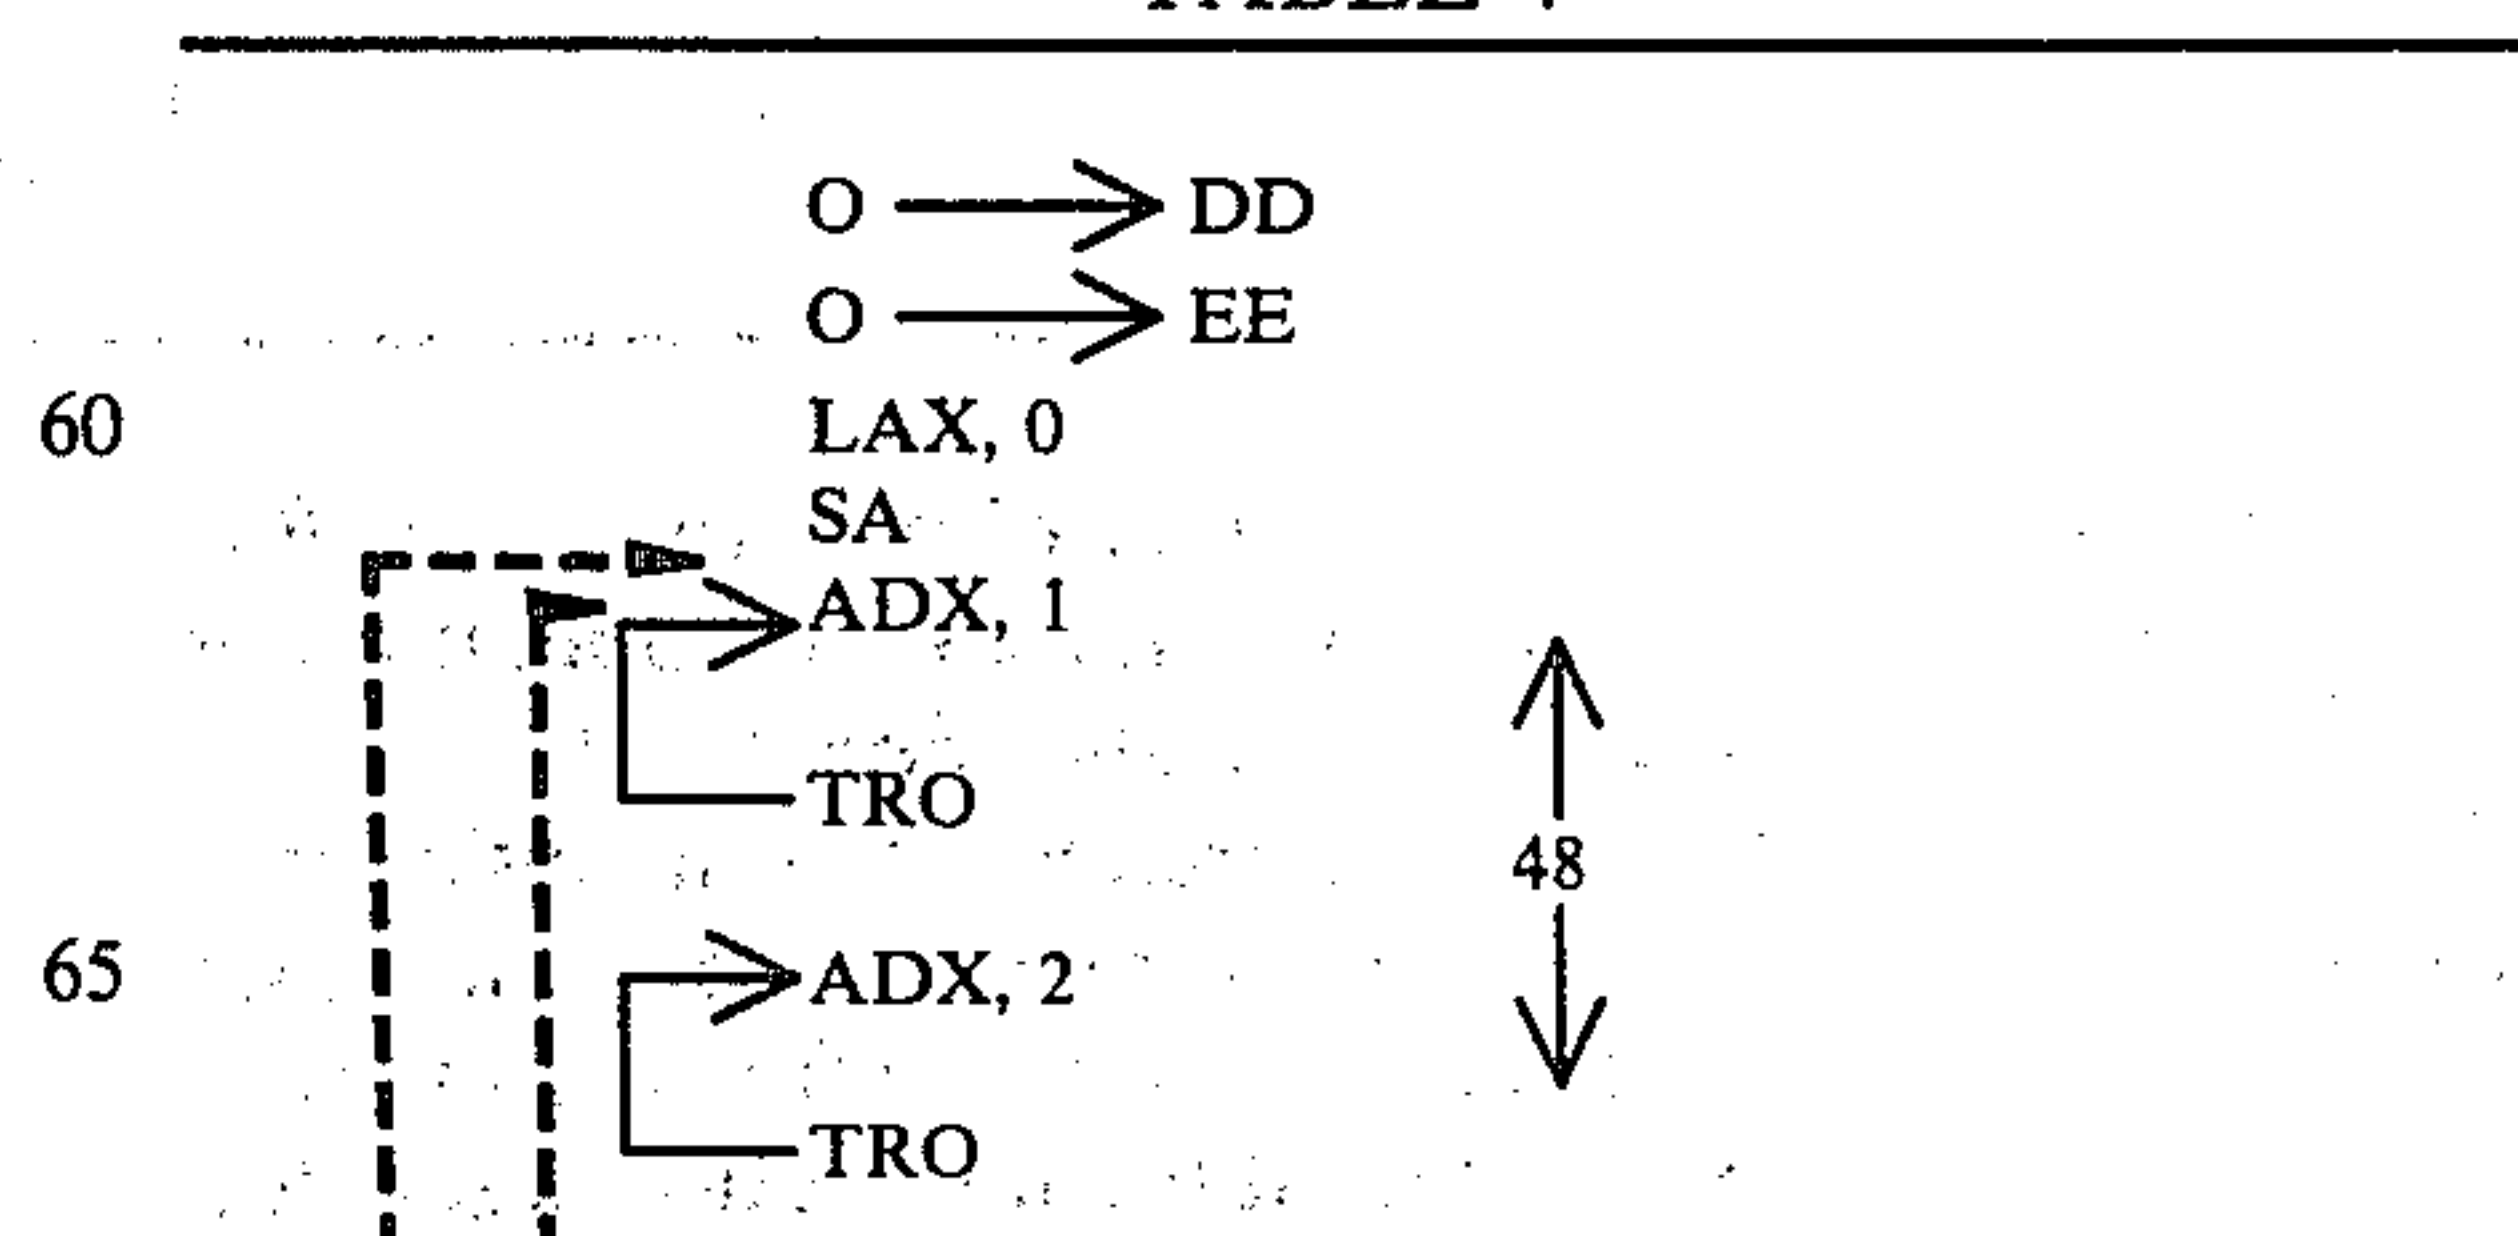 O → DD
O → EE
60 LAX, 0
SA
ADX, 1
TRO
48
65 ADX, 2
TRO